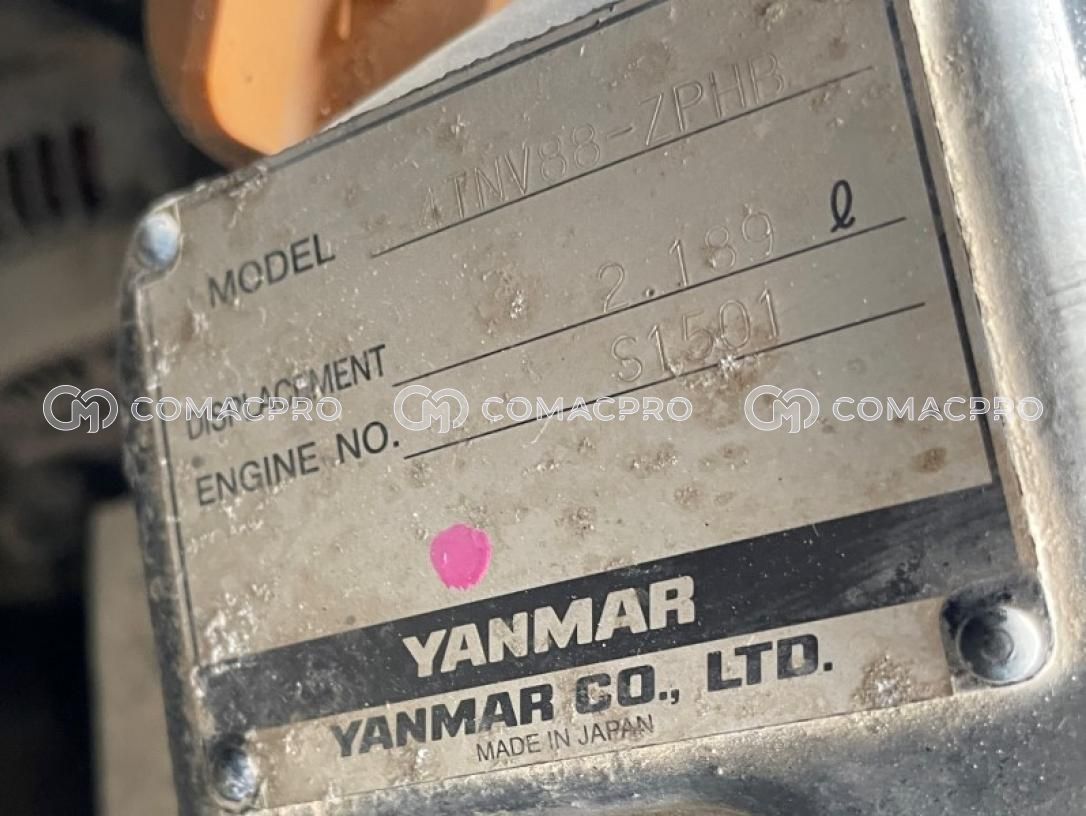 MODEL 4TNV88-ZPHB
DISPLACEMENT 2.189 ℓ
ENGINE NO. S1501
COMACPRO COMACPRO COMACPRO
YANMAR
YANMAR CO., LTD.
MADE IN JAPAN